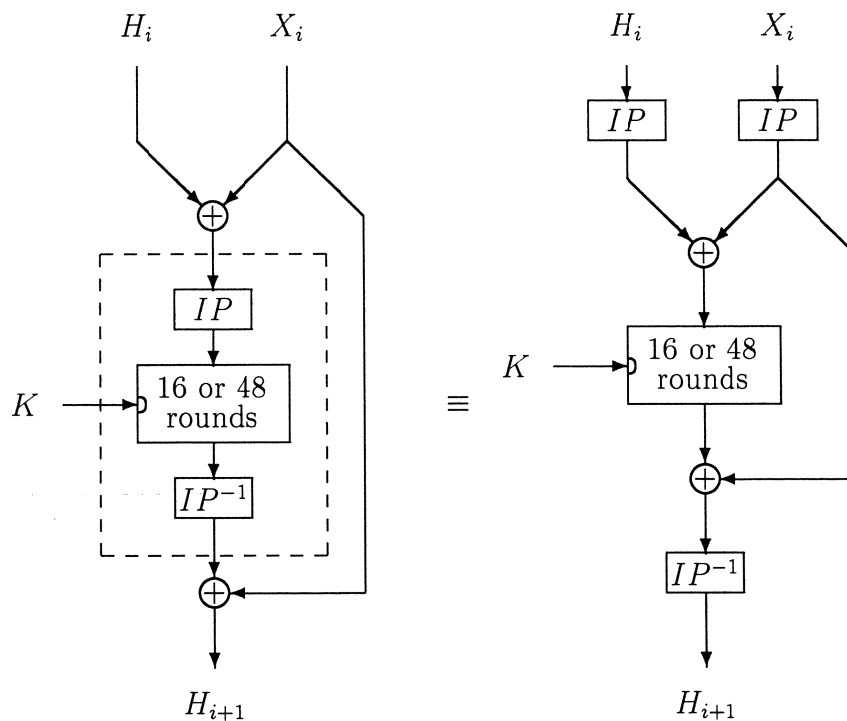 H_i X_i H_i X_i
IP IP
+ +
IP
K 16 or 48 rounds ≡ K 16 or 48 rounds
IP^{-1} +
+ IP^{-1}
H_{i+1} H_{i+1}